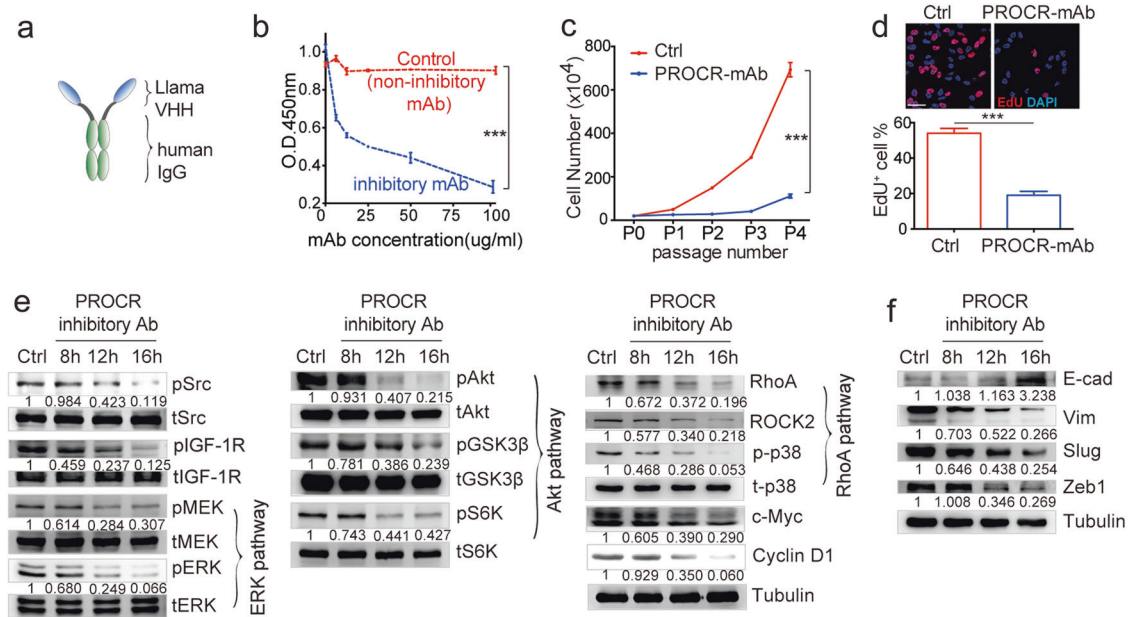 a
Llama
VHH
human
IgG
b
O.D.450nm
1.0
0.8
0.6
0.4
0.2
0
25
50
75
100
Control
(non-inhibitory
mAb)
inhibitory mAb
***
mAb concentration(ug/ml)
c
Cell Number (x10⁴)
800
600
400
200
0
Ctrl
PROCR-mAb
***
P0 P1 P2 P3 P4
passage number
d
Ctrl PROCR-mAb
EdU DAPI
***
EdU⁺ cell %
60
40
20
0
Ctrl PROCR-mAb
e
PROCR
inhibitory Ab
Ctrl 8h 12h 16h
pSrc
1 0.984 0.423 0.119
tSrc
pIGF-1R
1 0.459 0.237 0.125
tIGF-1R
pMEK
1 0.614 0.284 0.307
tMEK
pERK
1 0.680 0.249 0.066
tERK
ERK pathway
PROCR
inhibitory Ab
Ctrl 8h 12h 16h
pAkt
1 0.931 0.407 0.215
tAkt
pGSK3β
1 0.781 0.386 0.239
tGSK3β
pS6K
1 0.743 0.441 0.427
tS6K
Akt pathway
PROCR
inhibitory Ab
Ctrl 8h 12h 16h
RhoA
1 0.672 0.372 0.196
ROCK2
1 0.577 0.340 0.218
p-p38
1 0.468 0.286 0.053
t-p38
c-Myc
1 0.605 0.390 0.290
Cyclin D1
1 0.929 0.350 0.060
Tubulin
RhoA pathway
f
PROCR
inhibitory Ab
Ctrl 8h 12h 16h
E-cad
1 1.038 1.163 3.238
Vim
1 0.703 0.522 0.266
Slug
1 0.646 0.438 0.254
Zeb1
1 1.008 0.346 0.269
Tubulin